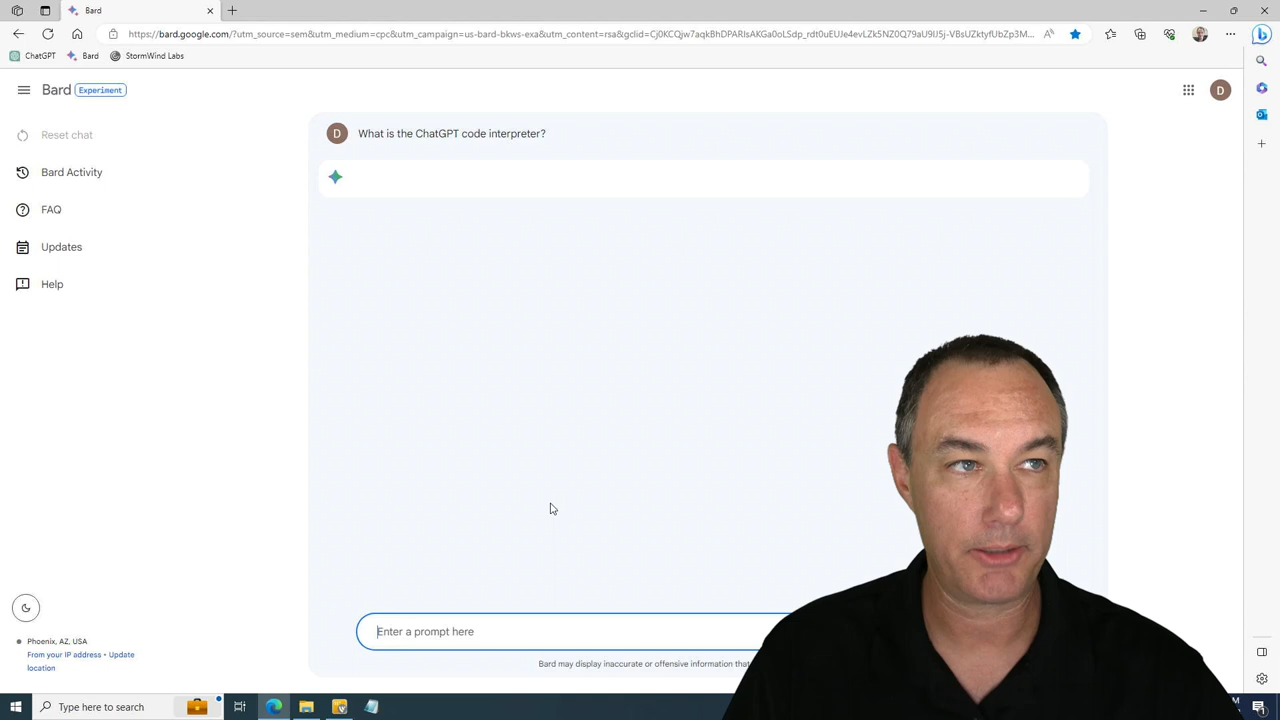 Bard
https://bard.google.com/?utm_source=sem&utm_medium=cpc&utm_campaign=us-bard-bkws-exa&utm_content=rsa&gclid=
ChatGPT Bard StormWind Labs
Bard Experiment
D
Reset chat
Bard Activity
FAQ
Updates
Help
D What is the ChatGPT code interpreter?
Enter a prompt here
Bard may display inaccurate or offensive information that
Phoenix, AZ, USA
From your IP address • Update
location
Type here to search